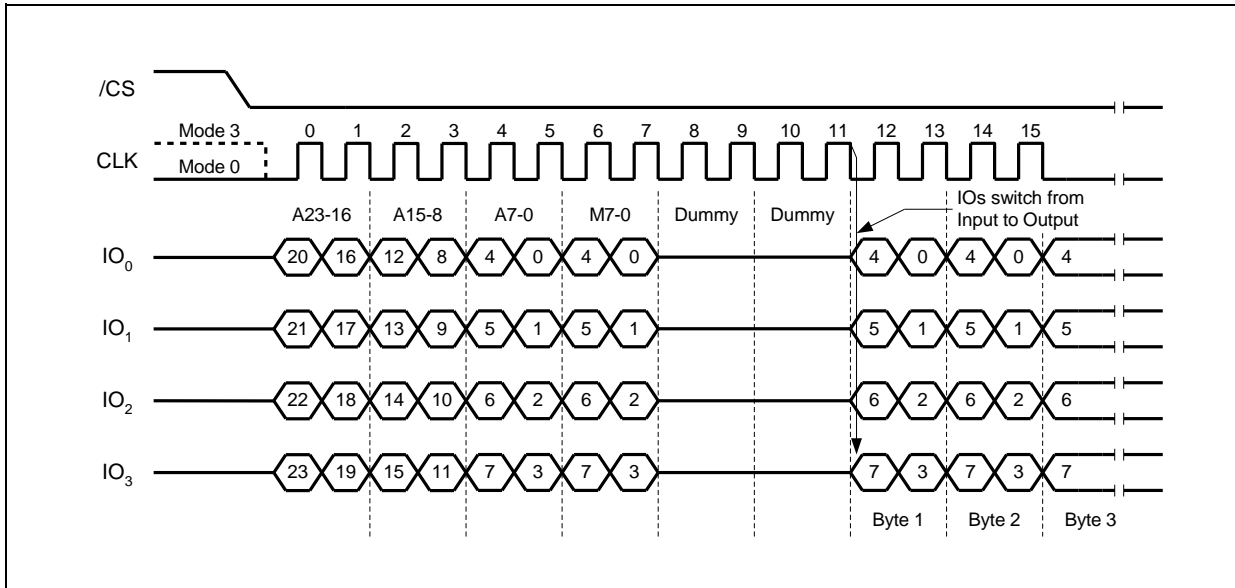 /CS
Mode 3 0 1 2 3 4 5 6 7 8 9 10 11 12 13 14 15
CLK
Mode 0
IOs switch from
Input to Output
A23-16 A15-8 A7-0 M7-0 Dummy Dummy
IO0 20 16 12 8 4 0 4 0 4 0 4 0 4
IO1 21 17 13 9 5 1 5 1 5 1 5 1 5
IO2 22 18 14 10 6 2 6 2 6 2 6 2 6
IO3 23 19 15 11 7 3 7 3 7 3 7 3 7
Byte 1 Byte 2 Byte 3